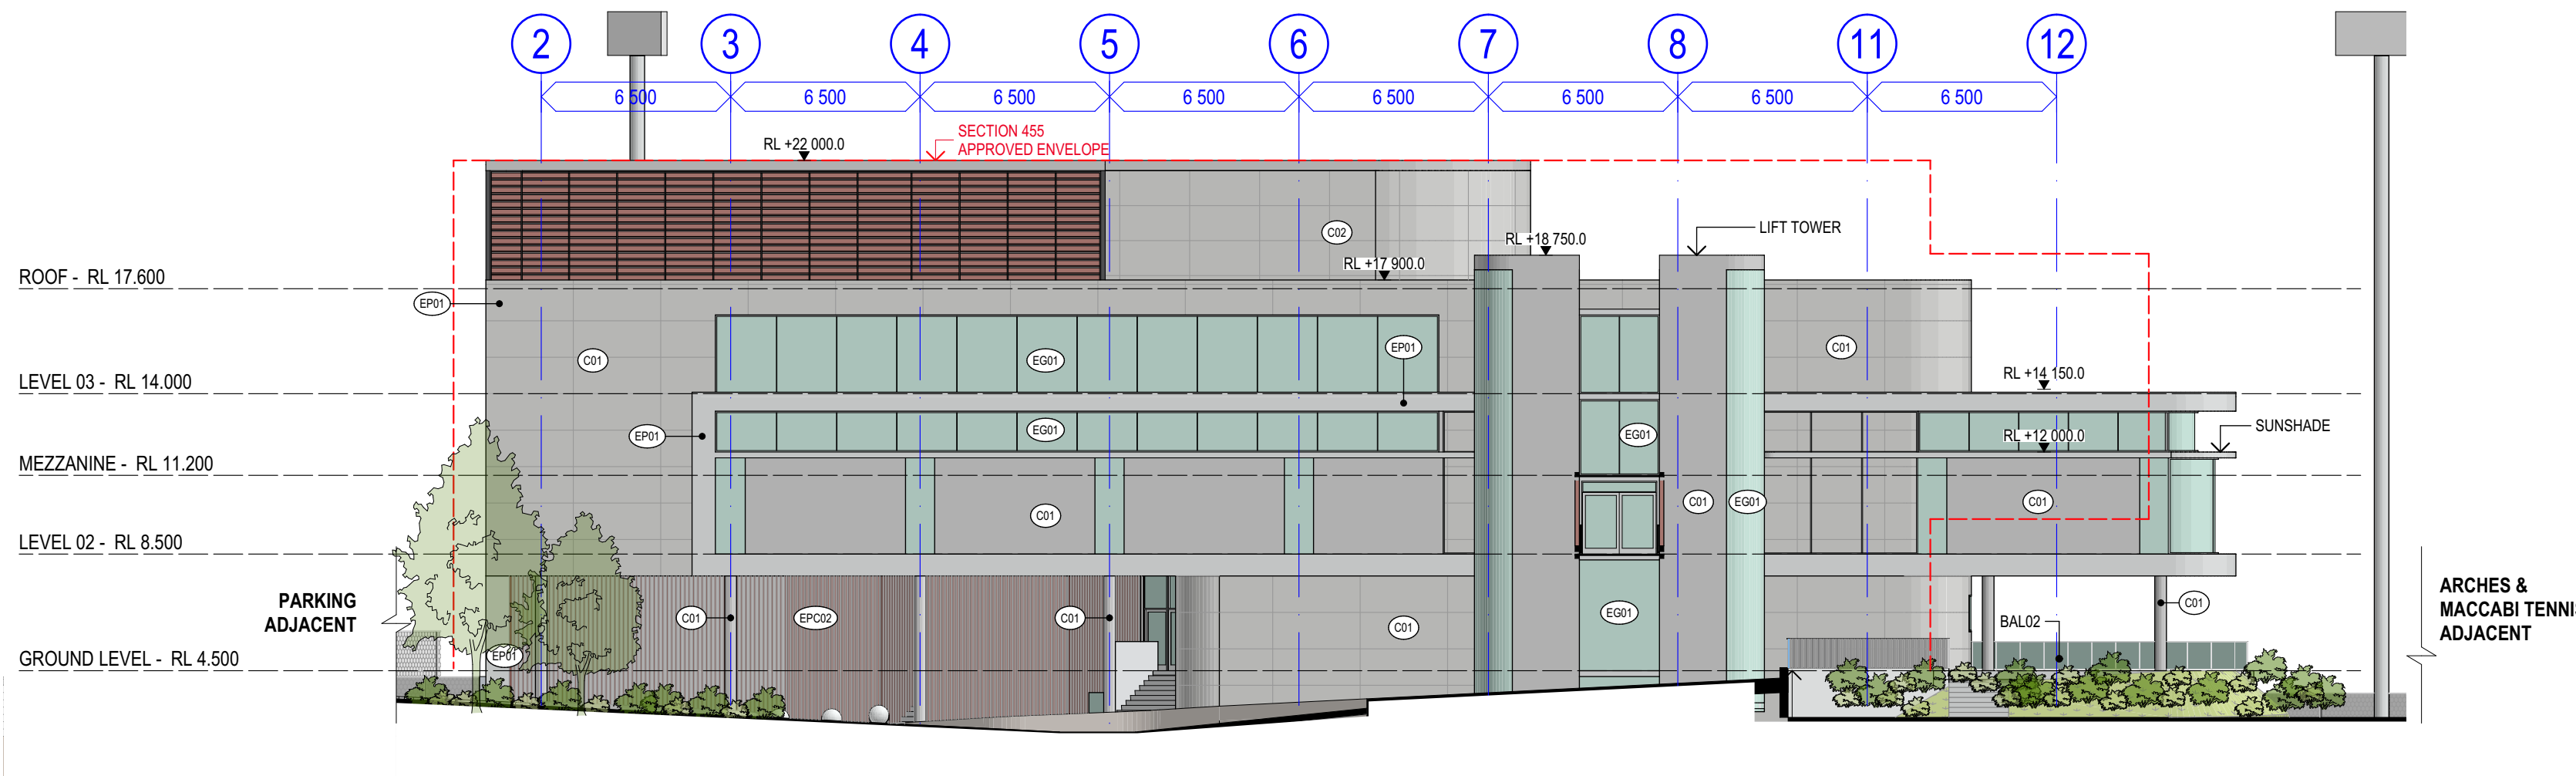 2 3 4 5 6 7 8 11 12
6 500 6 500 6 500 6 500 6 500 6 500 6 500 6 500
SECTION 455
APPROVED ENVELOPE
RL +22 000.0
LIFT TOWER
C02
RL +18 750.0
RL +17 900.0
ROOF - RL 17.600
EP01
EP01
C01
EG01
C01
RL +14 150.0
LEVEL 03 - RL 14.000
SUNSHADE
EP01
EG01
EG01
RL +12 000.0
MEZZANINE - RL 11.200
C01
C01
EG01
C01
LEVEL 02 - RL 8.500
PARKING
ADJACENT
C01
EPC02
C01
C01
EG01
BAL02
C01
ARCHES &
MACCABI TENNI
ADJACENT
EP01
GROUND LEVEL - RL 4.500